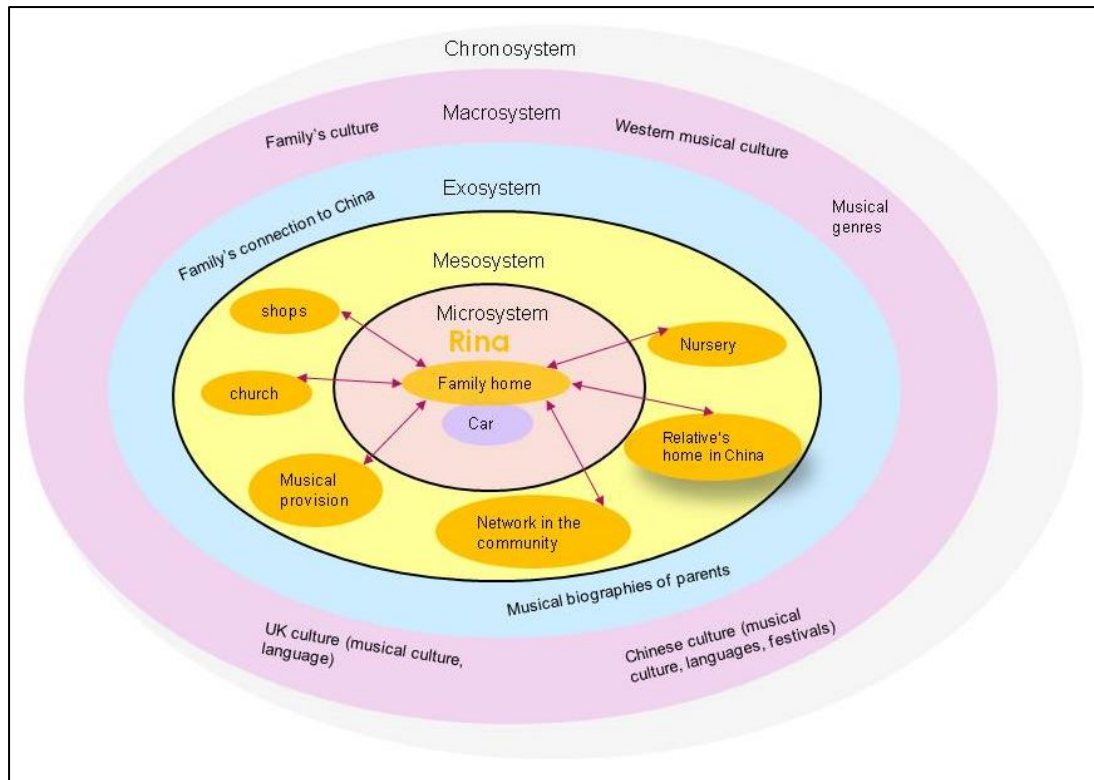 Chronosystem
Macrosystem
Family's culture
Western musical culture
Exosystem
Musical
genres
Family's connection to China
Mesosystem
shops
Microsystem
Rina
Nursery
Family home
church
Car
Relative's
home in China
Musical
provision
Network in the
community
Musical biographies of parents
UK culture (musical culture,
language)
Chinese culture (musical
culture, languages, festivals)